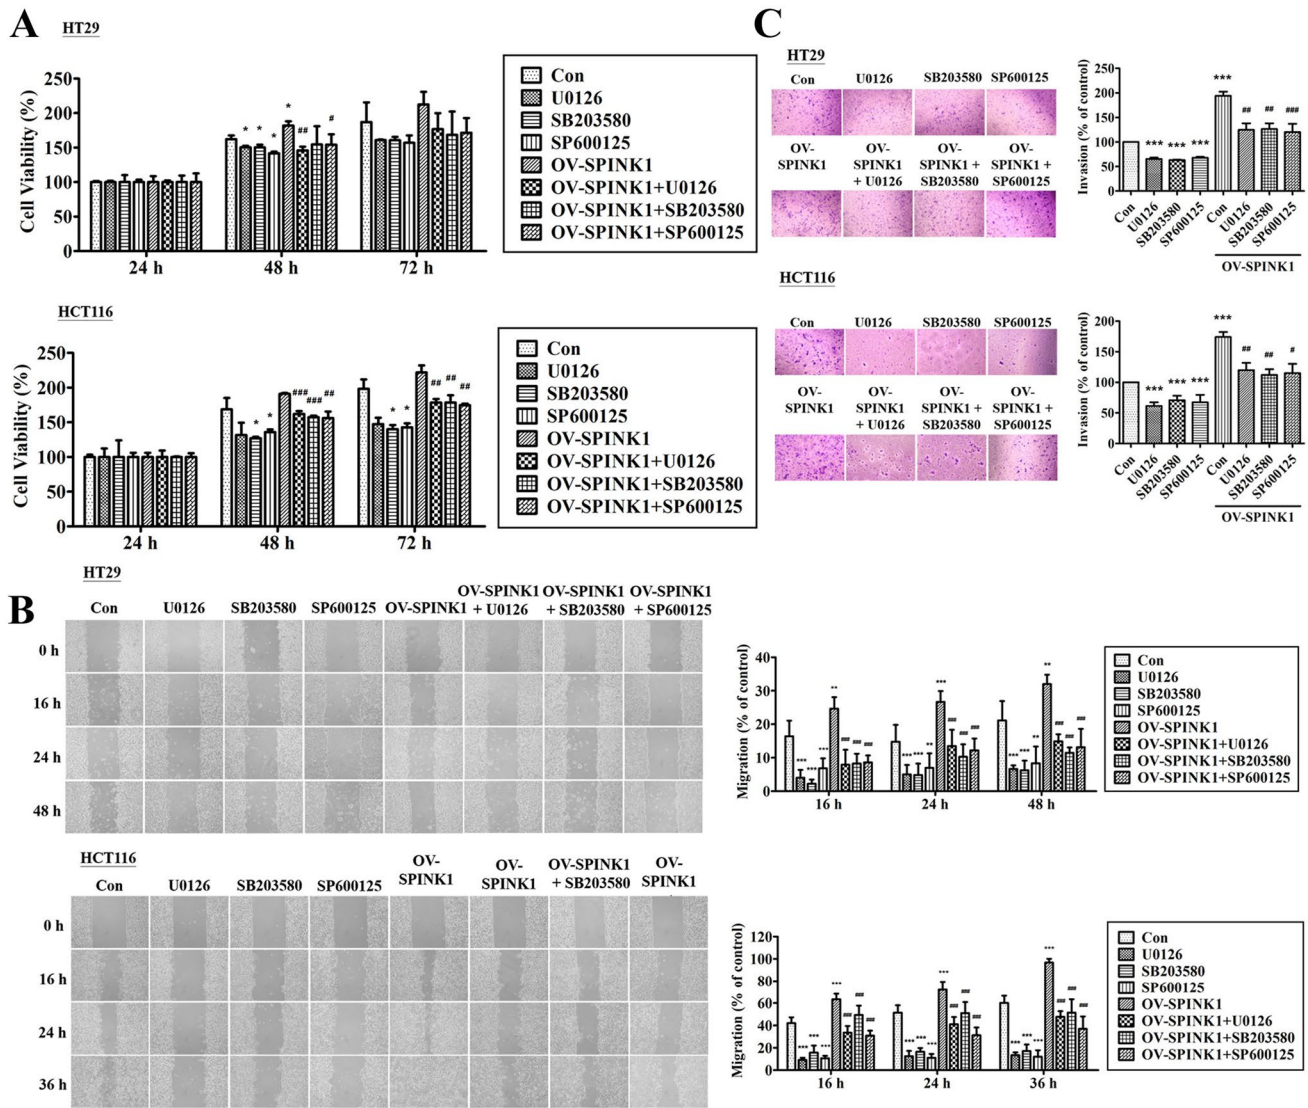 A
HT29
Cell Viability (%)
250
200
150
100
50
0
* * * * ## #
24 h
48 h
72 h
Con
U0126
SB203580
SP600125
OV-SPINK1
OV-SPINK1+U0126
OV-SPINK1+SB203580
OV-SPINK1+SP600125
HCT116
Cell Viability (%)
250
200
150
100
50
0
* * ### ### ##
* * ## ## ##
24 h
48 h
72 h
Con
U0126
SB203580
SP600125
OV-SPINK1
OV-SPINK1+U0126
OV-SPINK1+SB203580
OV-SPINK1+SP600125
C
HT29
Con
U0126
SB203580
SP600125
OV-
SPINK1
OV-
SPINK1
+ U0126
OV-
SPINK1 +
SB203580
OV-
SPINK1 +
SP600125
Invasion (% of control)
250
200
150
100
50
0
*** *** *** *** ## ## ###
Con
U0126
SB203580
SP600125
Con
U0126
SB203580
SP600125
OV-SPINK1
HCT116
Con
U0126
SB203580
SP600125
OV-
SPINK1
OV-
SPINK1
+ U0126
OV-
SPINK1 +
SB203580
OV-
SPINK1 +
SP600125
Invasion (% of control)
200
150
100
50
0
*** *** *** *** ## ## #
Con
U0126
SB203580
SP600125
Con
U0126
SB203580
SP600125
OV-SPINK1
B
HT29
Con
U0126
SB203580
SP600125
OV-SPINK1
OV-SPINK1
+ U0126
OV-SPINK1
+ SB203580
OV-SPINK1
+ SP600125
0 h
16 h
24 h
48 h
Migration (% of control)
40
30
20
10
0
*** *** *** ** ### ### ###
*** *** ** *** ### ### ###
*** *** ** ** ### ### ###
16 h
24 h
48 h
Con
U0126
SB203580
SP600125
OV-SPINK1
OV-SPINK1+U0126
OV-SPINK1+SB203580
OV-SPINK1+SP600125
HCT116
Con
U0126
SB203580
SP600125
OV-
SPINK1
OV-
SPINK1
OV-SPINK1
+ SB203580
OV-
SPINK1
0 h
16 h
24 h
36 h
Migration (% of control)
120
100
80
60
40
20
0
*** *** *** *** ### ### ###
*** *** *** *** ### ### ###
*** *** *** *** ### ### ###
16 h
24 h
36 h
Con
U0126
SB203580
SP600125
OV-SPINK1
OV-SPINK1+U0126
OV-SPINK1+SB203580
OV-SPINK1+SP600125